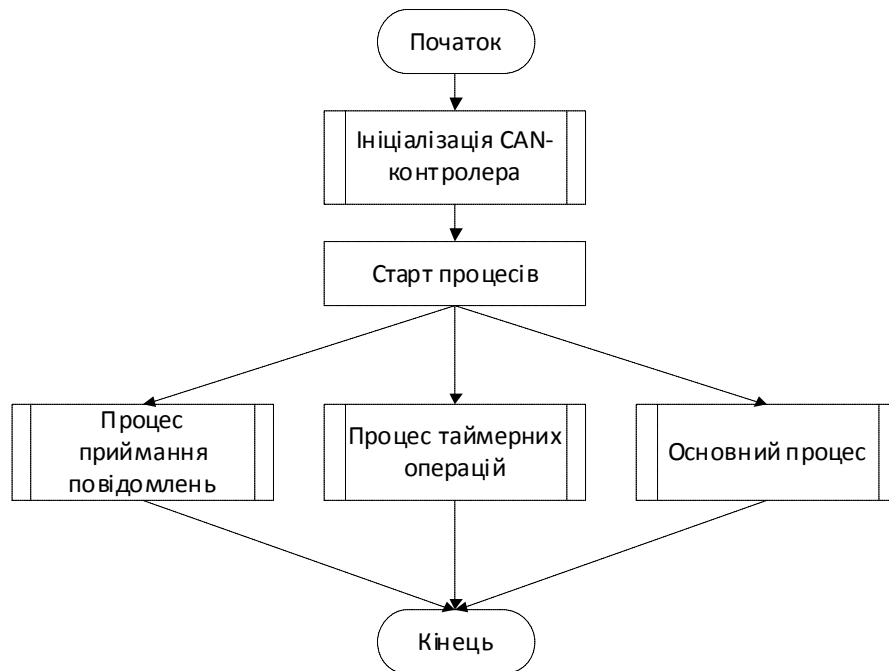 Початок
Ініціалізація CAN-
контролера
Старт процесів
Процес
приймання
повідомлень
Процес таймерних
операцій
Основний процес
Кінець